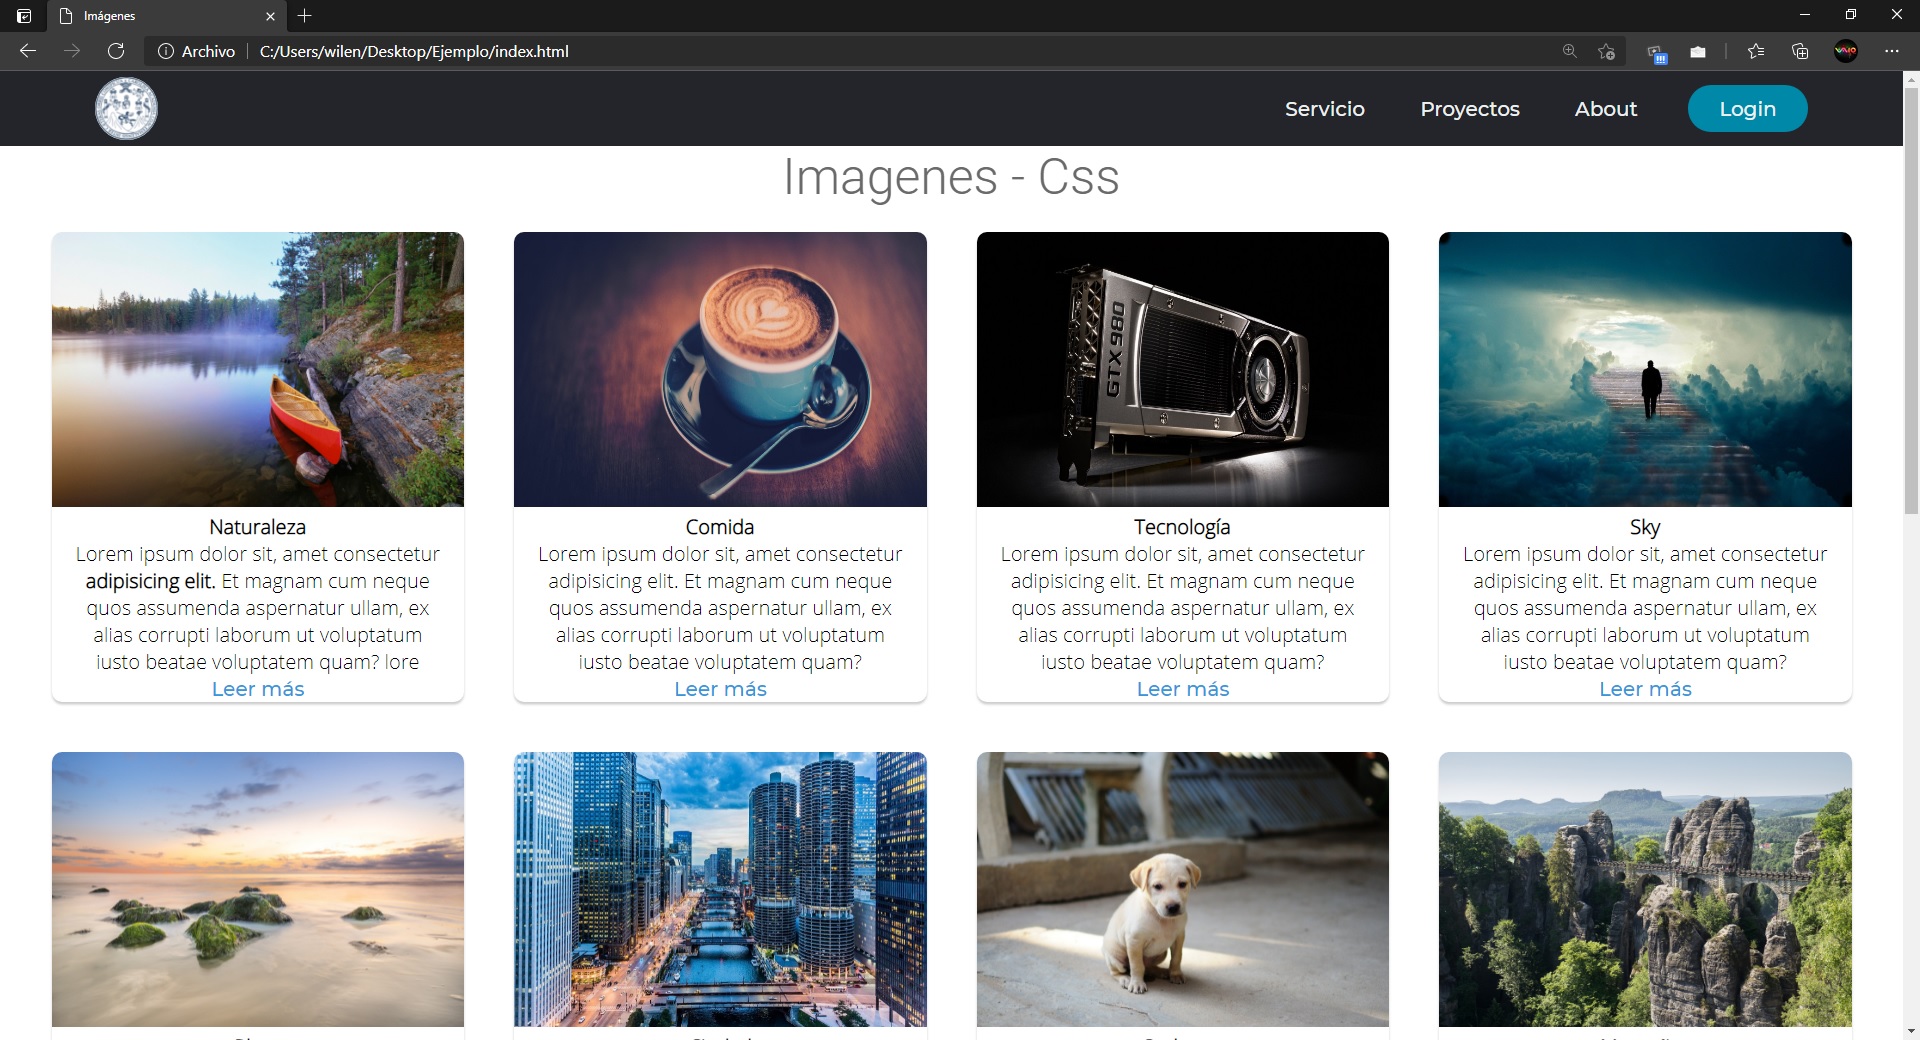 Imágenes
Archivo
C:/Users/wilen/Desktop/Ejemplo/index.html
Servicio
Proyectos
About
Login
Imagenes - Css
GTX 980
Naturaleza
Lorem ipsum dolor sit, amet consectetur
adipisicing elit. Et magnam cum neque
quos assumenda aspernatur ullam, ex
alias corrupti laborum ut voluptatum
iusto beatae voluptatem quam? lore
Leer más
Comida
Lorem ipsum dolor sit, amet consectetur
adipisicing elit. Et magnam cum neque
quos assumenda aspernatur ullam, ex
alias corrupti laborum ut voluptatum
iusto beatae voluptatem quam?
Leer más
Tecnología
Lorem ipsum dolor sit, amet consectetur
adipisicing elit. Et magnam cum neque
quos assumenda aspernatur ullam, ex
alias corrupti laborum ut voluptatum
iusto beatae voluptatem quam?
Leer más
Sky
Lorem ipsum dolor sit, amet consectetur
adipisicing elit. Et magnam cum neque
quos assumenda aspernatur ullam, ex
alias corrupti laborum ut voluptatum
iusto beatae voluptatem quam?
Leer más